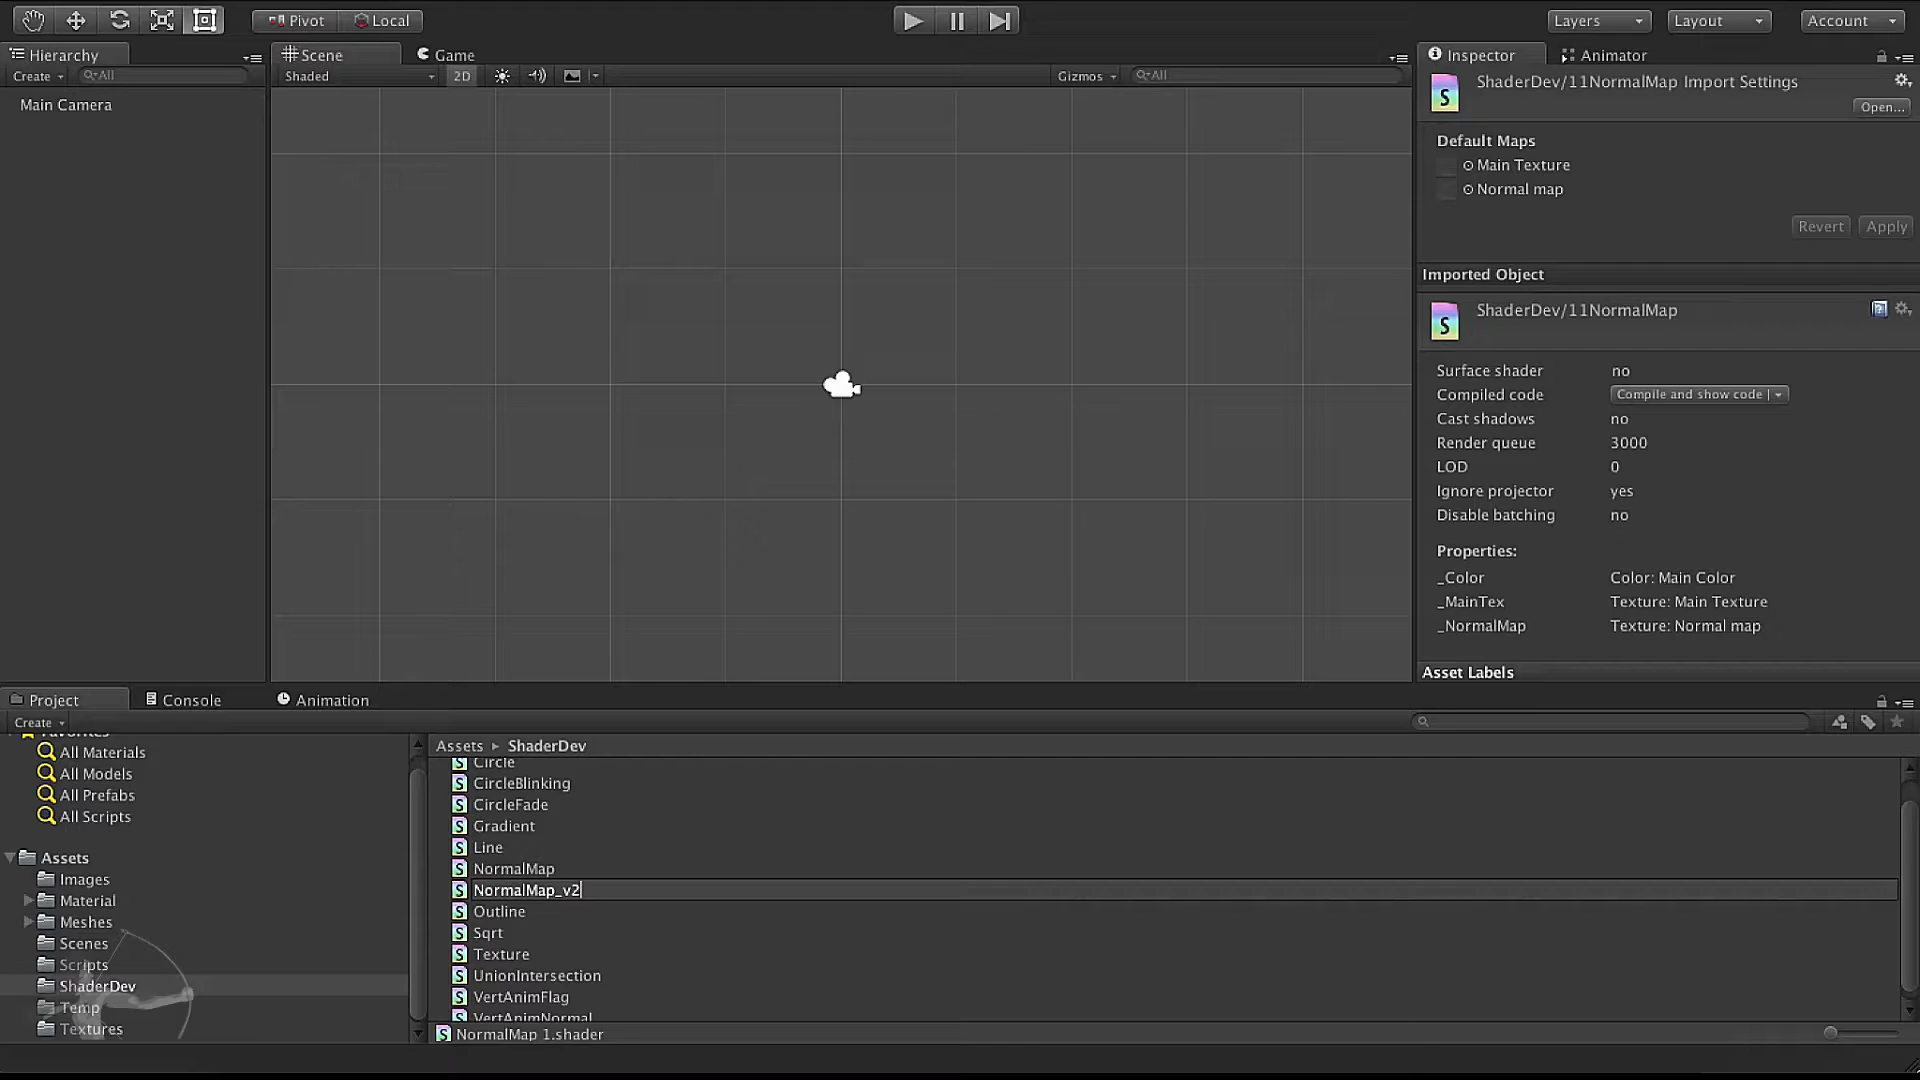 Pivot Local Layers Layout Account
Hierarchy Scene Game Inspector Animator
Create All Shaded 2D Gizmos All
Main Camera
ShaderDev/11NormalMap Import Settings
Open...
Default Maps
Main Texture
Normal map
Revert Apply
Imported Object
S ShaderDev/11NormalMap
Surface shader no
Compiled code Compile and show code
Cast shadows no
Render queue 3000
LOD 0
Ignore projector yes
Disable batching no
Properties:
_Color Color: Main Color
_MainTex Texture: Main Texture
_NormalMap Texture: Normal map
Asset Labels
Project Console Animation
Create
Favorites
All Materials
All Models
All Prefabs
All Scripts
Assets
Images
Material
Meshes
Scenes
Scripts
ShaderDev
Temp
Textures
Assets ▸ ShaderDev
Circle
CircleBlinking
CircleFade
Gradient
Line
NormalMap
NormalMap_v2
Outline
Sqrt
Texture
UnionIntersection
VertAnimFlag
VertAnimNormal
NormalMap 1.shader